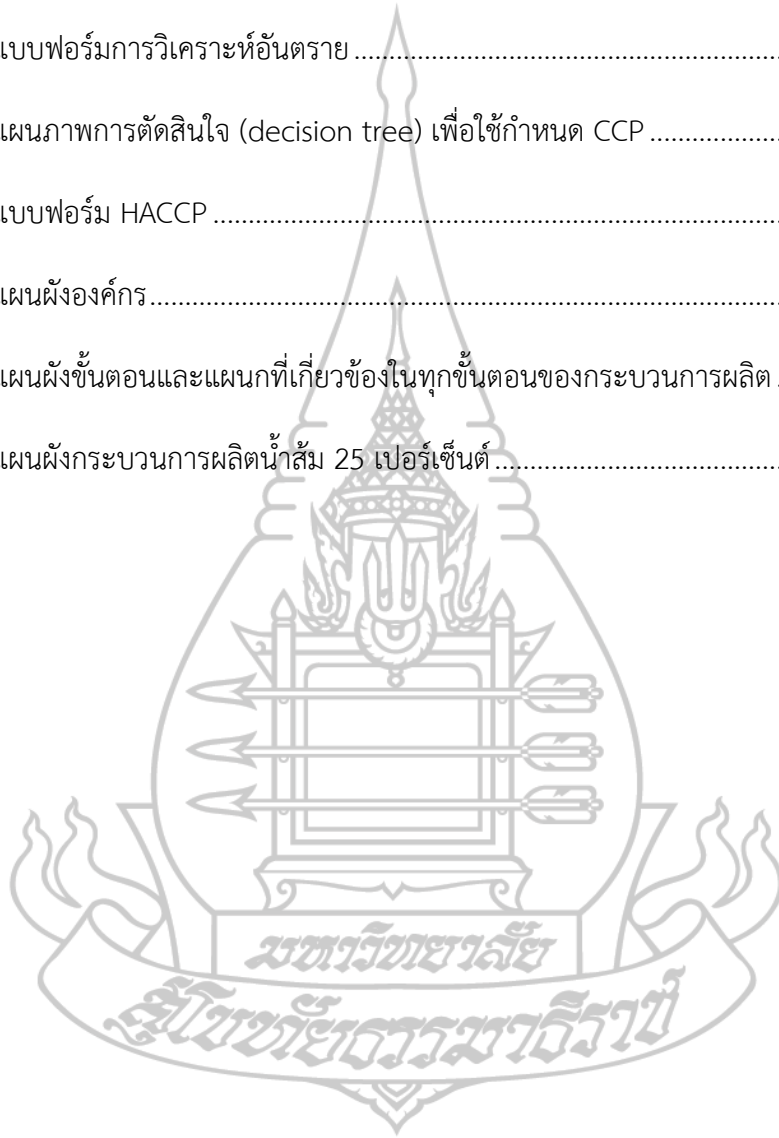 แบบฟอร์มการวิเคราะห์อันตราย ..............................................................
แผนภาพการตัดสินใจ (decision tree) เพื่อใช้กำหนด CCP ...................
แบบฟอร์ม HACCP ................................................................................
แผนผังองค์กร.........................................................................................
แผนผังขั้นตอนและแผนกที่เกี่ยวข้องในทุกขั้นตอนของกระบวนการผลิต .
แผนผังกระบวนการผลิตน้ำส้ม 25 เปอร์เซ็นต์ ........................................
มหาวิทยาลัย
สุโขทัยธรรมาธิราช